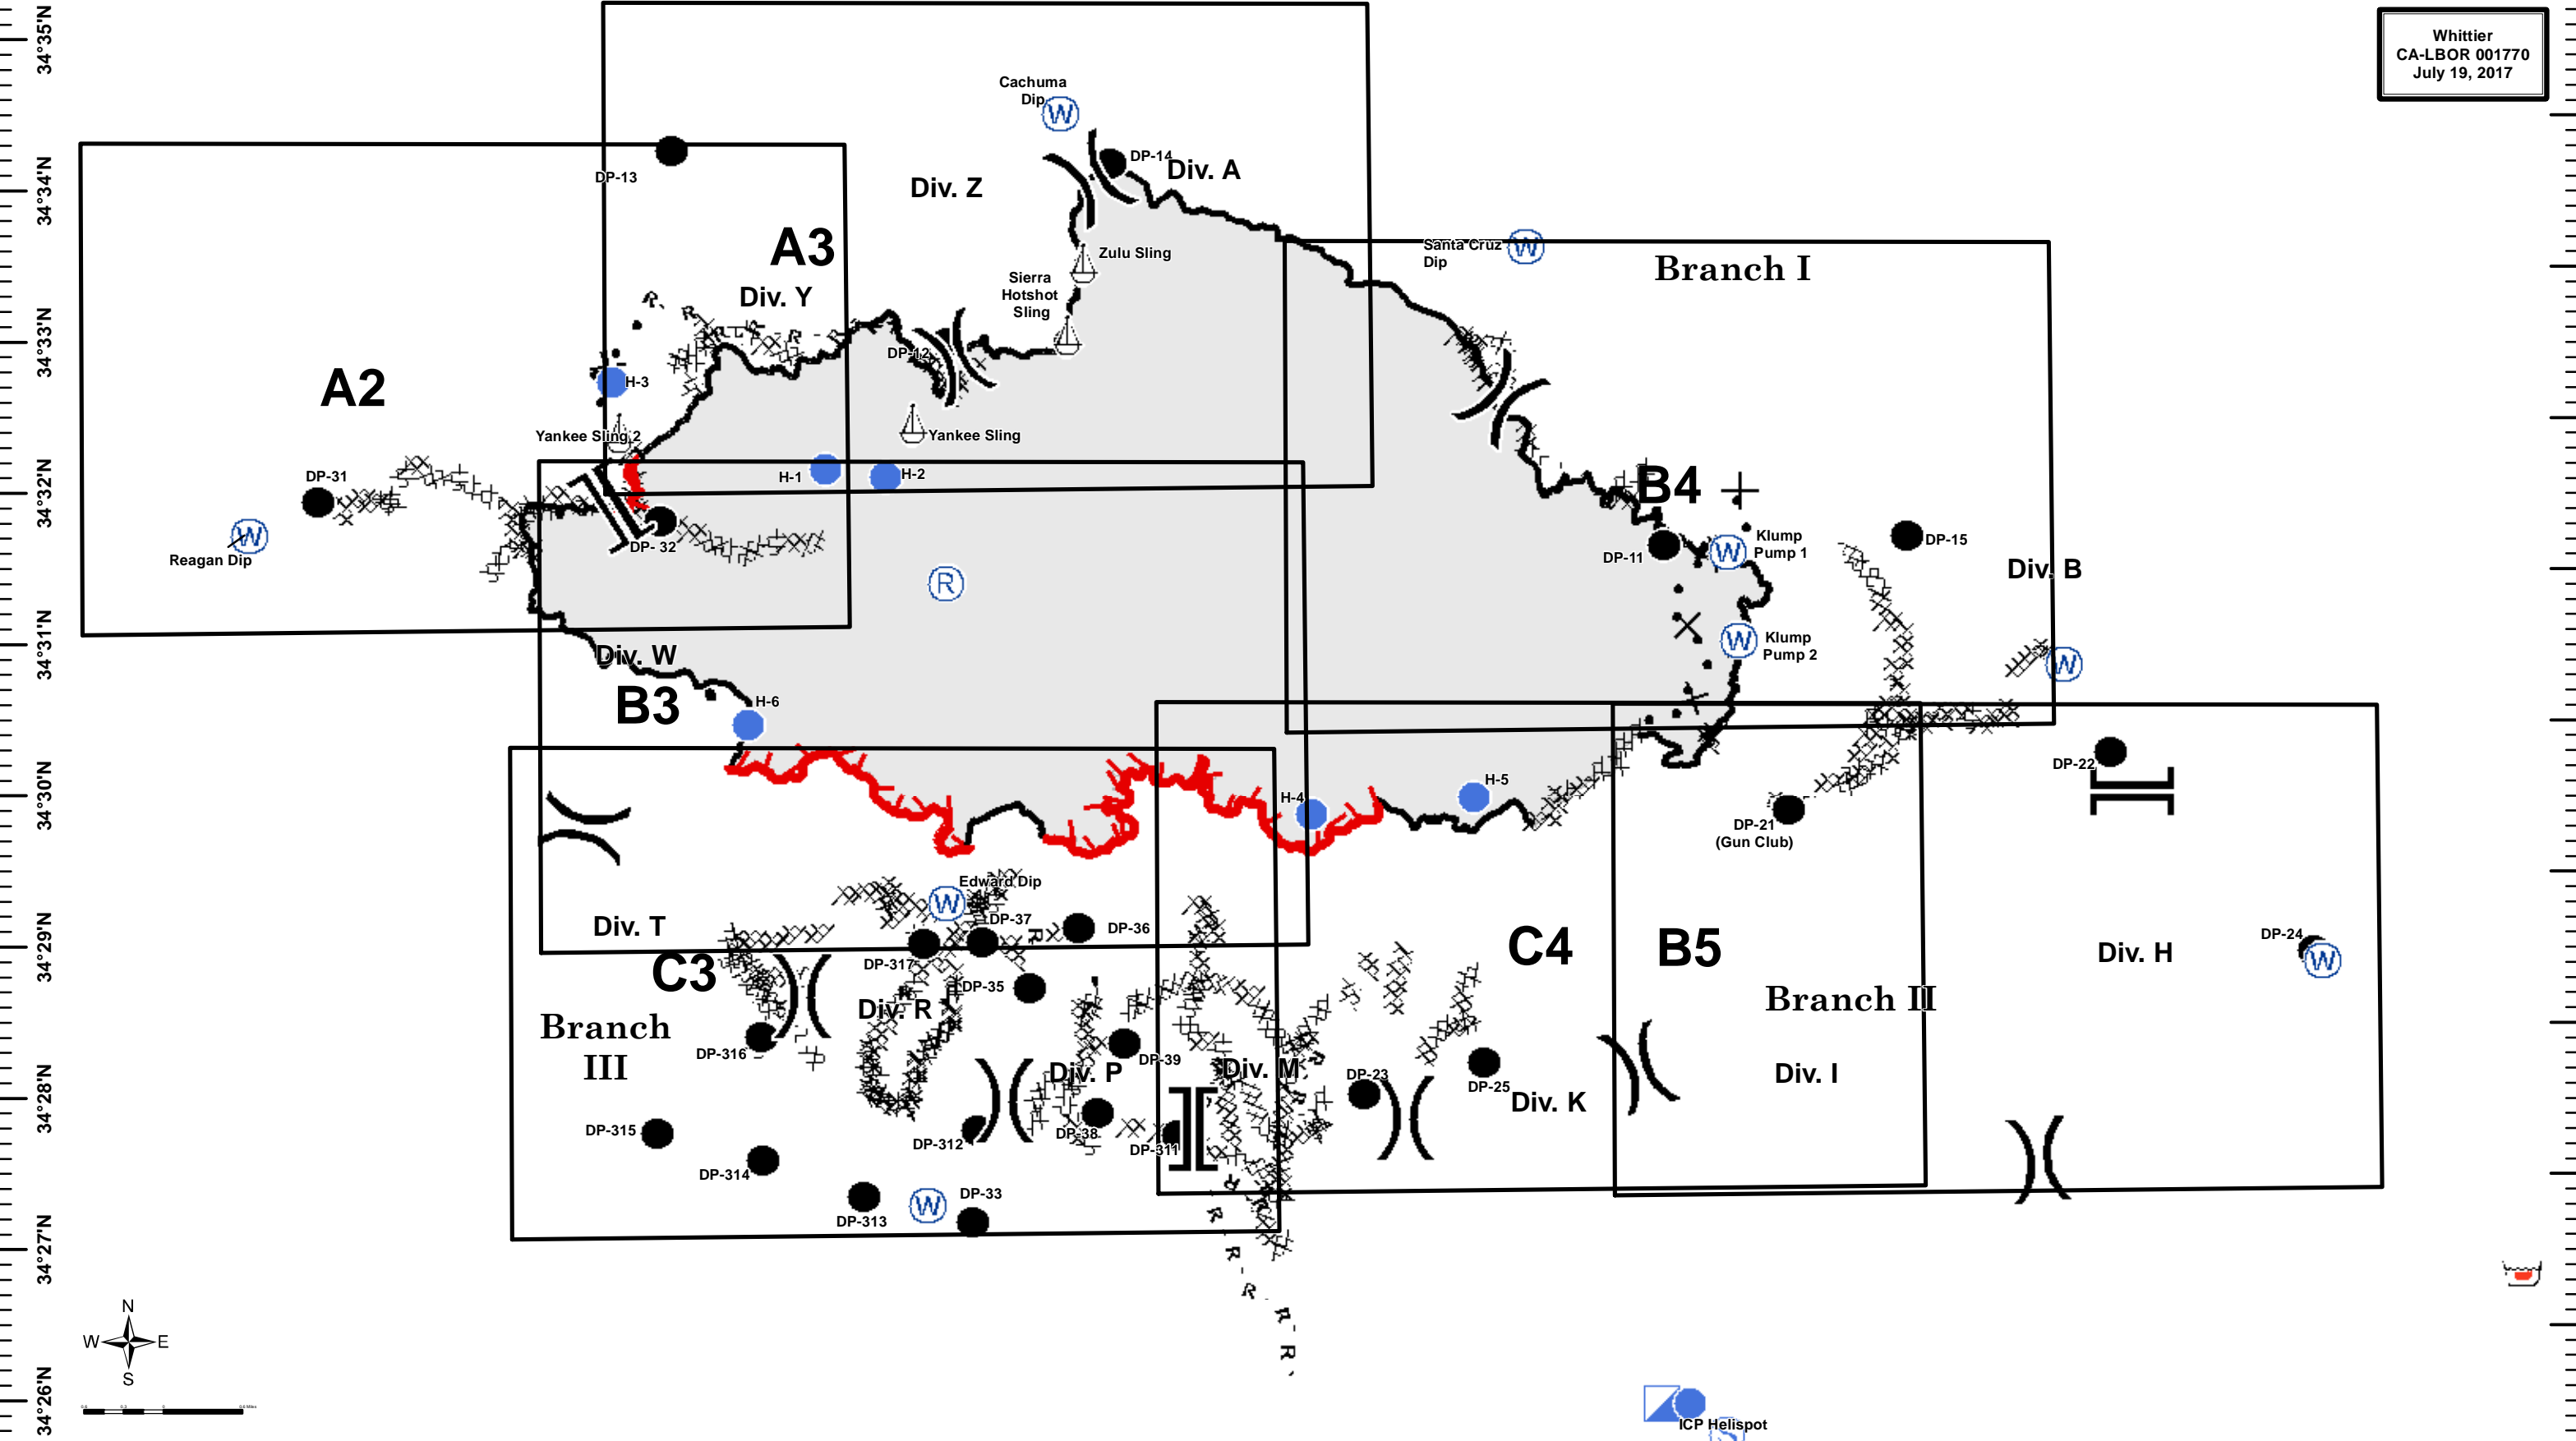 34°35'N
34°34'N
34°33'N
34°32'N
34°31'N
34°30'N
34°29'N
34°28'N
34°27'N
34°26'N
Whittier
CA-LBOR 001770
July 19, 2017
Cachuma
Dip
W
DP-14
Div. A
DP-13
Div. Z
A3
Div. Y
Zulu Sling
Sierra
Hotshot
Sling
Santa Cruz
Dip
W
Branch I
R
R
R
R
R
DP-12
H-3
A2
Yankee Sling 2
Yankee Sling
DP-31
H-1
H-2
B4
W
Reagan Dip
DP- 32
R
DP-11
W
Klump
Pump 1
DP-15
Div. B
W
Klump
Pump 2
W
Div. W
B3
H-6
DP-22
H-4
H-5
DP-21
(Gun Club)
Edward Dip
W
Div. T
DP-37
R
DP-36
DP-317
C3
DP-35
Div. R
R
C4
B5
Div. H
DP-24
W
Branch
III
Branch II
DP-316
Div. P
DP-39
Div. M
R
R
R
DP-23
DP-25
Div. K
Div. I
DP-315
DP-312
DP-38
DP-311
DP-314
DP-313
W
DP-33
R
R
R
R
R
R
N
W
E
S
ICP Helispot